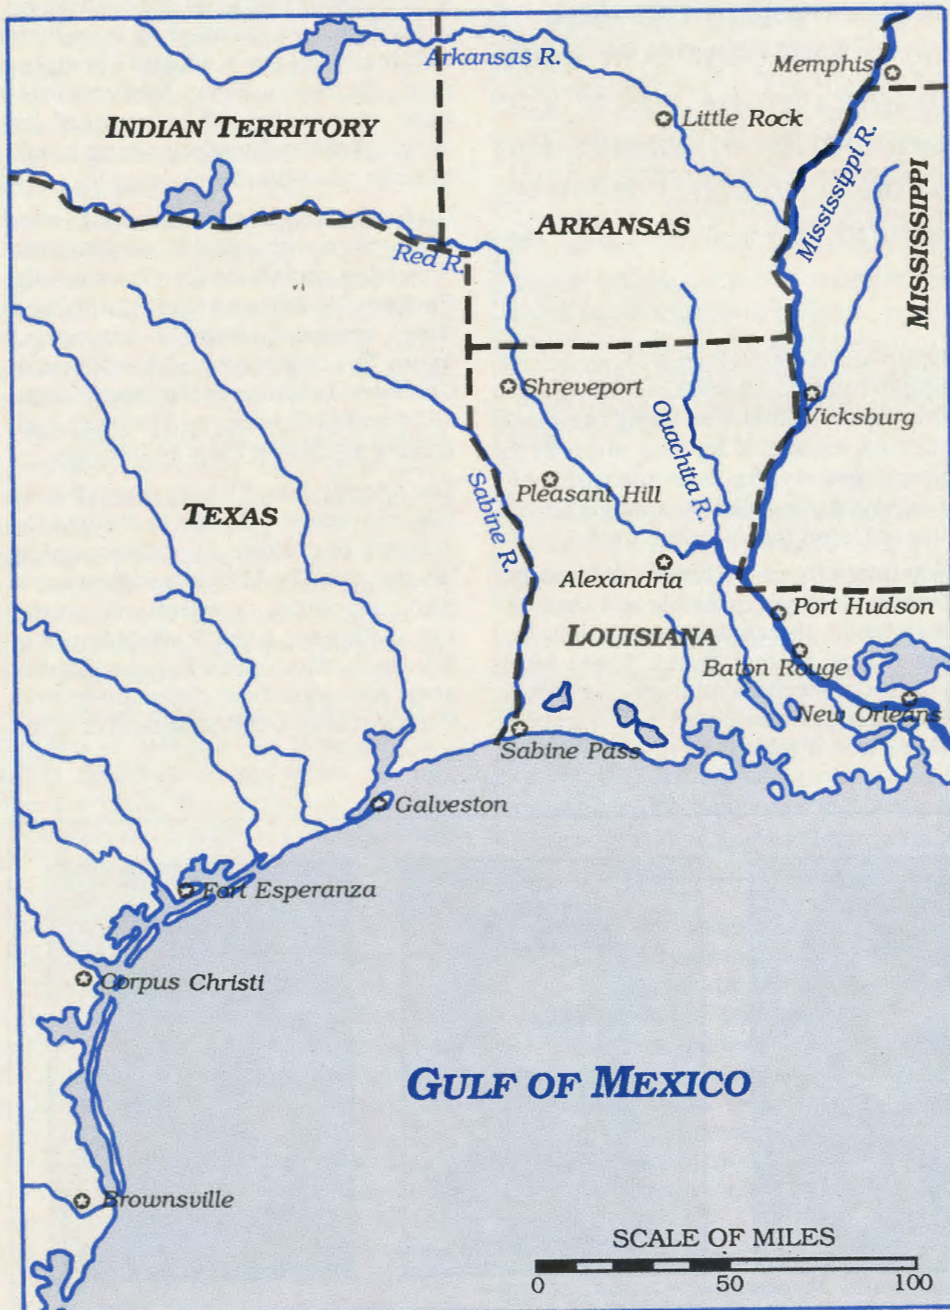 Arkansas R.
Memphis
INDIAN TERRITORY
Little Rock
Mississippi R.
MISSISSIPPI
ARKANSAS
Red R.
Shreveport
Vicksburg
Ouachita R.
Pleasant Hill
Sabine R.
TEXAS
Alexandria
Port Hudson
LOUISIANA
Baton Rouge
New Orleans
Sabine Pass
Galveston
Fort Esperanza
Corpus Christi
GULF OF MEXICO
Brownsville
SCALE OF MILES
0 50 100